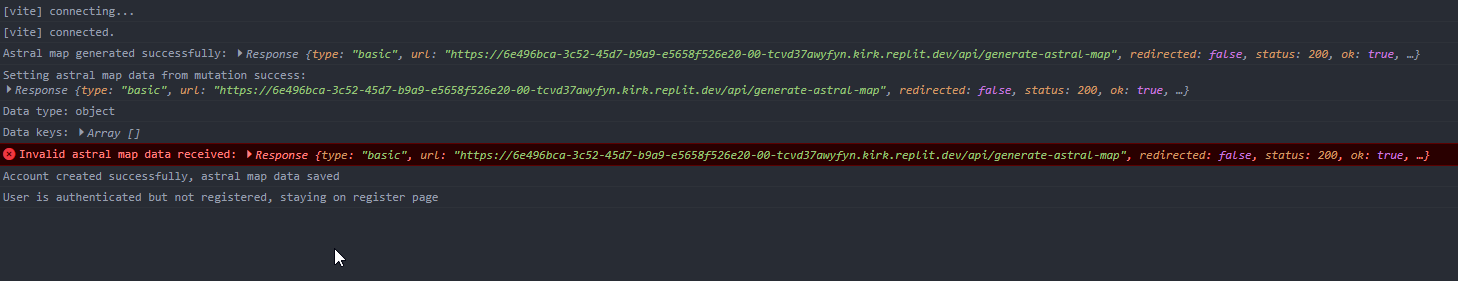 [vite] connecting...
[vite] connected.
Astral map generated successfully: Response {type: "basic", url: "https://6e496bca-3c52-45d7-b9a9-e5658f526e20-00-tcvd37awyfyn.kirk.replit.dev/api/generate-astral-map", redirected: false, status: 200, ok: true, …}
Setting astral map data from mutation success:
Response {type: "basic", url: "https://6e496bca-3c52-45d7-b9a9-e5658f526e20-00-tcvd37awyfyn.kirk.replit.dev/api/generate-astral-map", redirected: false, status: 200, ok: true, …}
Data type: object
Data keys: Array []
Invalid astral map data received: Response {type: "basic", url: "https://6e496bca-3c52-45d7-b9a9-e5658f526e20-00-tcvd37awyfyn.kirk.replit.dev/api/generate-astral-map", redirected: false, status: 200, ok: true, …}
Account created successfully, astral map data saved
User is authenticated but not registered, staying on register page